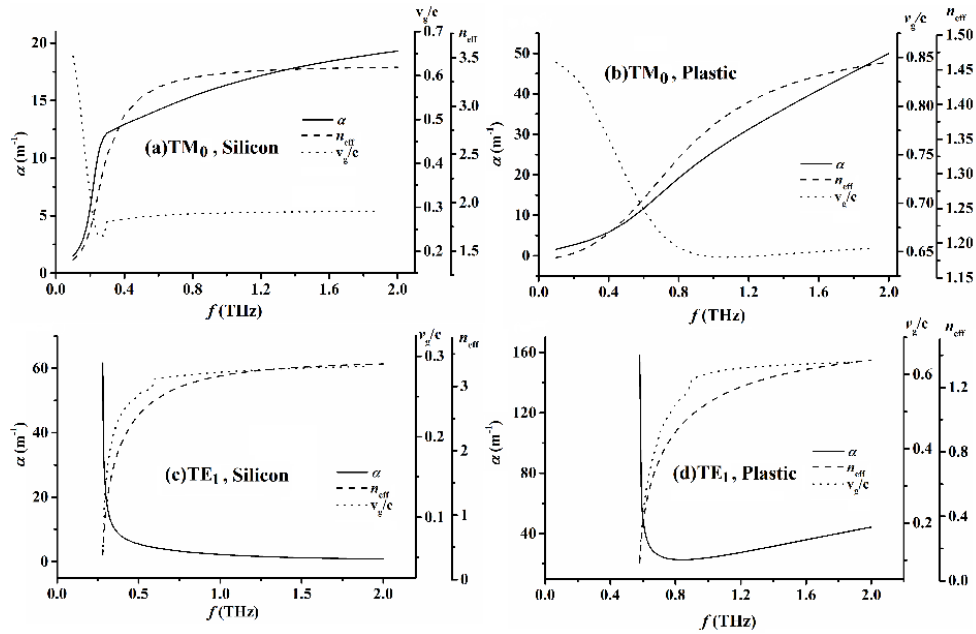 v_g/c
n_eff
α (m⁻¹)
20
15
10
5
0
(a)TM₀ , Silicon
α
n_eff
v_g/c
0.7
0.6
0.4
0.3
0.2
3.5
3.0
2.4
2.0
1.5
0.0 0.4 0.8 1.2 1.6 2.0
f (THz)
v_g/c
n_eff
α (m⁻¹)
50
40
30
20
10
0
(b)TM₀ , Plastic
α
n_eff
v_g/c
0.85
0.80
0.75
0.70
0.65
1.50
1.45
1.40
1.35
1.30
1.25
1.20
1.15
0.0 0.4 0.8 1.2 1.6 2.0
f (THz)
v_g/c
n_eff
α (m⁻¹)
60
40
20
0
(c)TE₁ , Silicon
α
n_eff
v_g/c
0.3
0.2
0.1
0
3
2
1
0
0.0 0.5 1.0 1.5 2.0
f (THz)
v_g/c
n_eff
α (m⁻¹)
160
120
80
40
(d)TE₁ , Plastic
α
n_eff
v_g/c
0.6
0.4
0.2
0.0
1.2
0.8
0.4
0.0
0.0 0.4 0.8 1.2 1.6 2.0
f (THz)